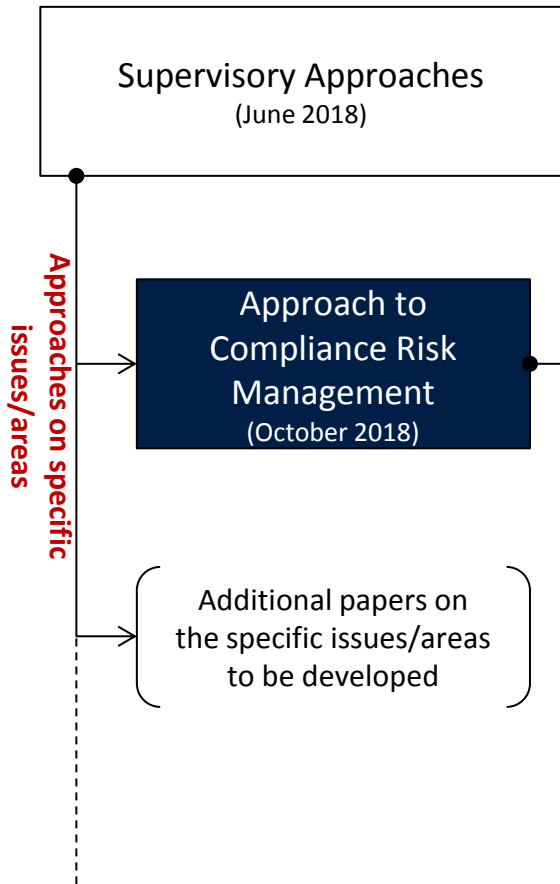 Supervisory Approaches
(June 2018)
Approaches on specific
issues/areas
Approach to
Compliance Risk
Management
(October 2018)
Additional papers on
the specific issues/areas
to be developed